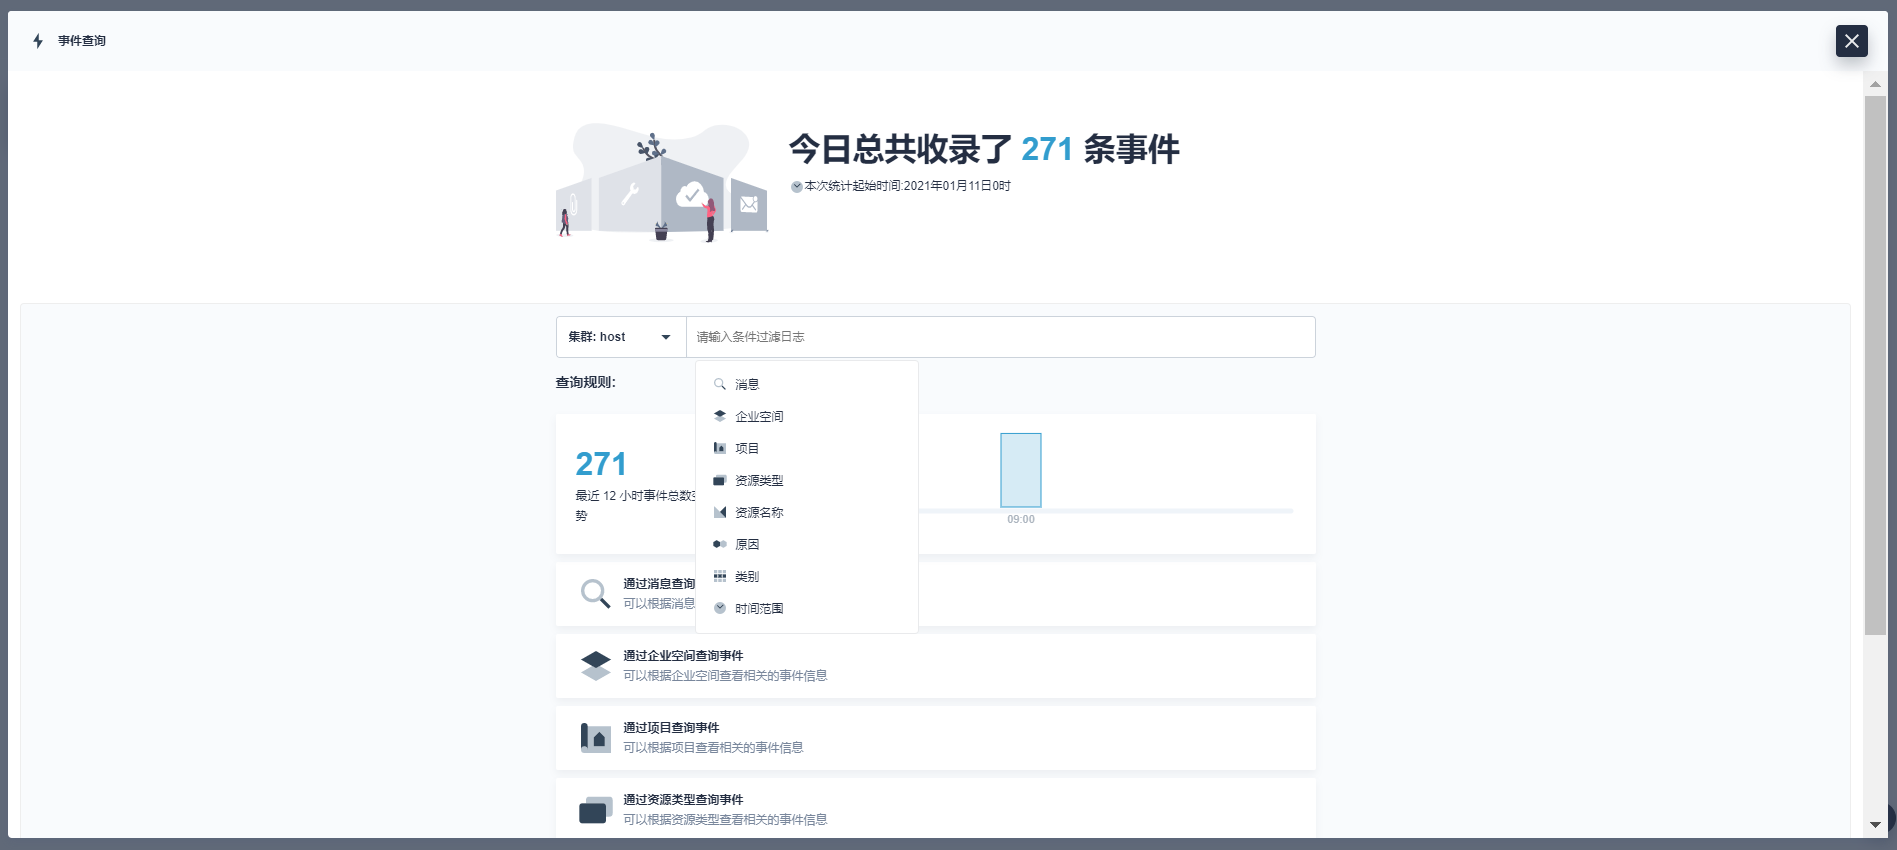 事件查询
今日总共收录了 271 条事件
本次统计起始时间:2021年01月11日0时
集群: host
请输入条件过滤日志
查询规则:
消息
企业空间
项目
资源类型
资源名称
原因
类别
时间范围
271
最近 12 小时事件总数
势
09:00
通过消息查询
可以根据消息
通过企业空间查询事件
可以根据企业空间查看相关的事件信息
通过项目查询事件
可以根据项目查看相关的事件信息
通过资源类型查询事件
可以根据资源类型查看相关的事件信息